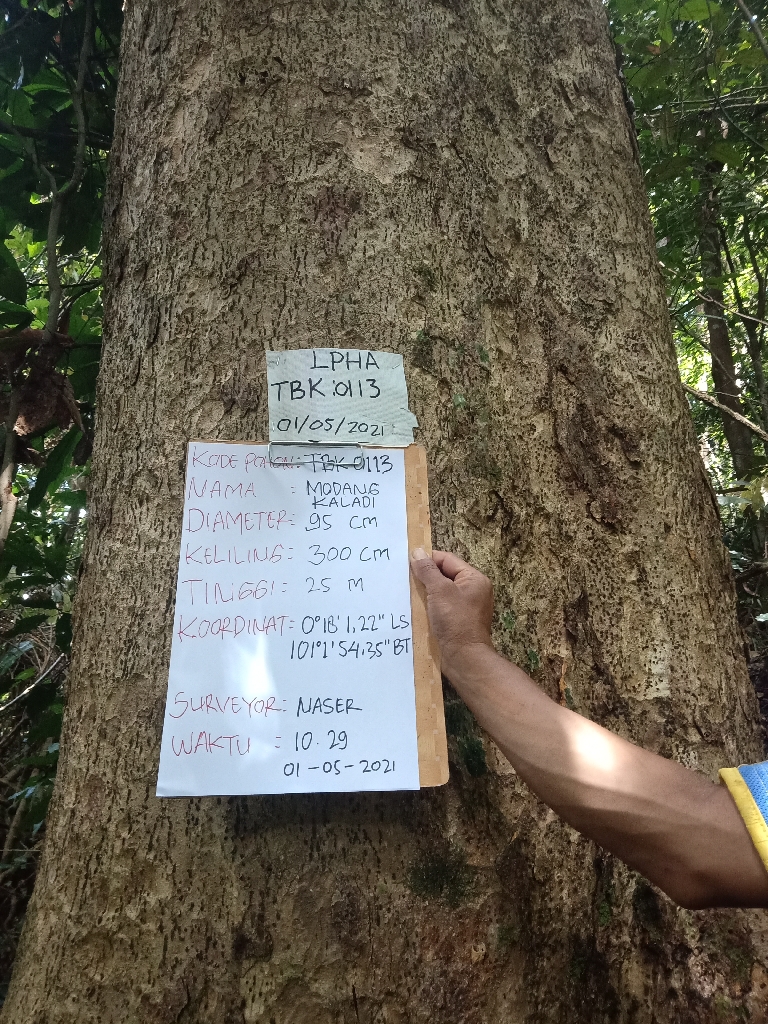 LPHA
TBK:0113
01/05/2021
KODE POHON: TBK 0113
NAMA : MODANG
KALADI
DIAMETER: 95 cm
KELILING: 300 cm
TINGGI : 25 M
KOORDINAT: 0°18'1,22" LS
101°1'54,35" BT
SURVEYOR: NASER
WAKTU : 10.29
01-05-2021